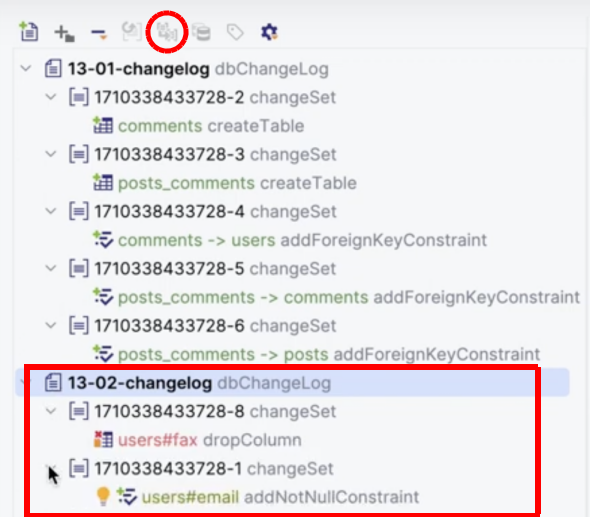 13-01-changelog dbChangeLog
1710338433728-2 changeSet
comments createTable
1710338433728-3 changeSet
posts_comments createTable
1710338433728-4 changeSet
comments -> users addForeignKeyConstraint
1710338433728-5 changeSet
posts_comments -> comments addForeignKeyConstraint
1710338433728-6 changeSet
posts_comments -> posts addForeignKeyConstraint
13-02-changelog dbChangeLog
1710338433728-8 changeSet
users#fax dropColumn
1710338433728-1 changeSet
users#email addNotNullConstraint